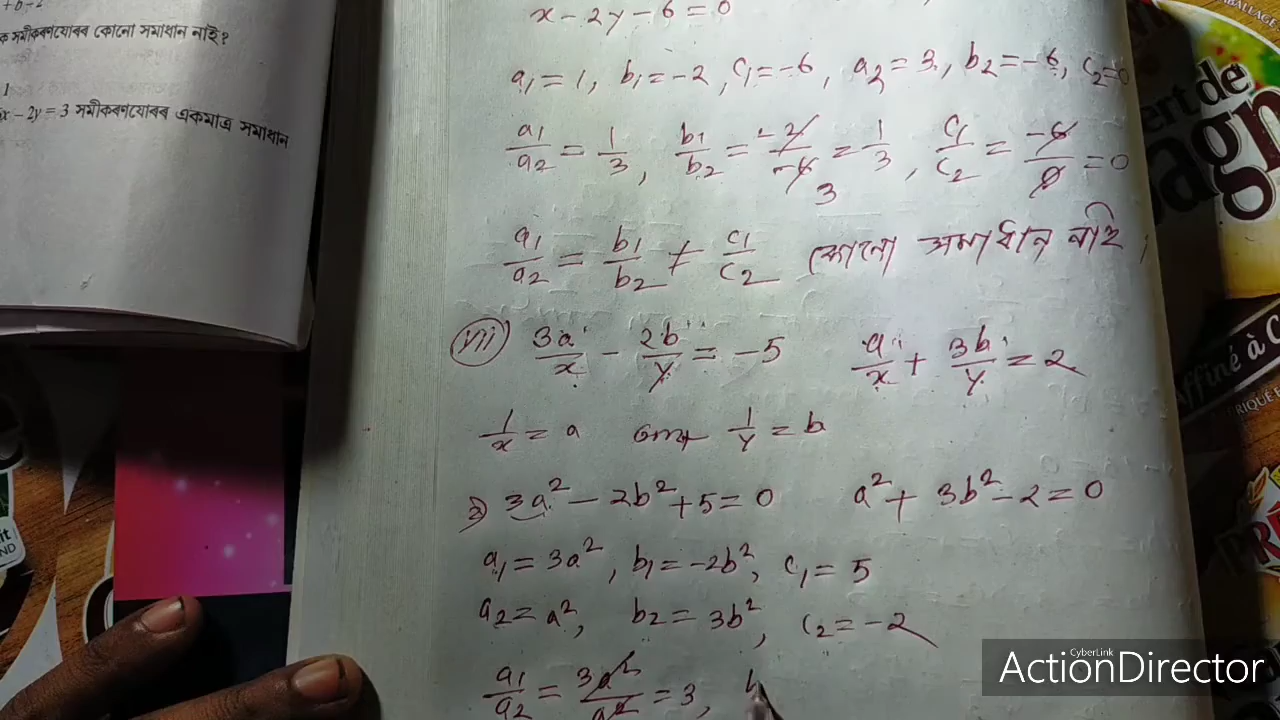 ক সমীকৰণযোৰৰ কোনো সমাধান নাই?
1
x − 2y = 3 সমীকৰণযোৰৰ একমাত্ৰ সমাধান
x - 2y - 6 = 0
a₁ = 1, b₁ = -2, c₁ = -6, a₂ = 3, b₂ = -6, c₂ = 0
a₁/a₂ = 1/3, b₁/b₂ = -2/-6 = 1/3, c₁/c₂ = -6/0 = 0
a₁/a₂ = b₁/b₂ ≠ c₁/c₂ কোনো সমাধান নাই,
VII) 3a/x - 2b/y = -5 a/x + 3b/y = 2
1/x = a আৰু 1/y = b
⇒ 3a² - 2b² + 5 = 0 a² + 3b² - 2 = 0
a₁ = 3a², b₁ = -2b², c₁ = 5
a₂ = a², b₂ = 3b², c₂ = -2
a₁/a₂ = 3a²/a² = 3, b
CyberLink
ActionDirector